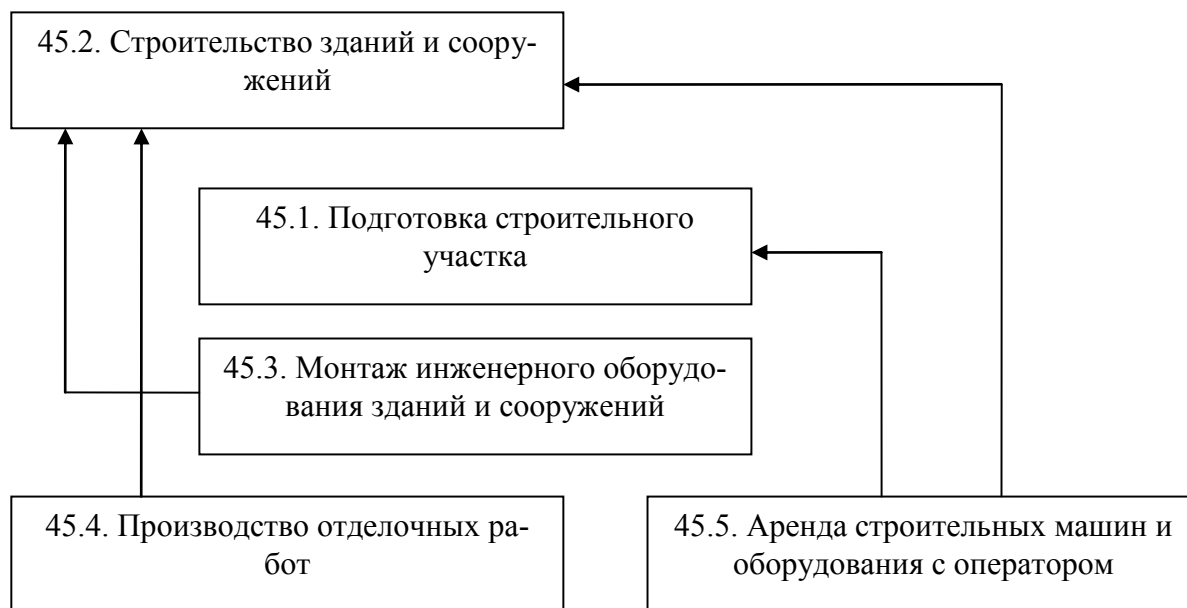 45.2. Строительство зданий и соору-
жений
45.1. Подготовка строительного
участка
45.3. Монтаж инженерного оборудо-
вания зданий и сооружений
45.4. Производство отделочных ра-
бот
45.5. Аренда строительных машин и
оборудования с оператором